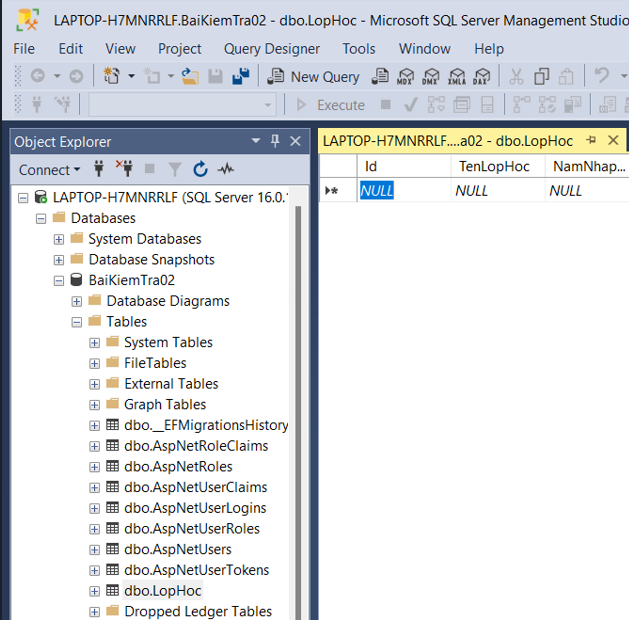 LAPTOP-H7MNRRLF.BaiKiemTra02 - dbo.LopHoc - Microsoft SQL Server Management Studio
File Edit View Project Query Designer Tools Window Help
New Query MDX DMX XMLA DAX
Execute
Object Explorer
LAPTOP-H7MNRRLF....a02 - dbo.LopHoc
Connect
Id TenLopHoc NamNhap...
NULL NULL NULL
LAPTOP-H7MNRRLF (SQL Server 16.0.1
Databases
System Databases
Database Snapshots
BaiKiemTra02
Database Diagrams
Tables
System Tables
FileTables
External Tables
Graph Tables
dbo.__EFMigrationsHistory
dbo.AspNetRoleClaims
dbo.AspNetRoles
dbo.AspNetUserClaims
dbo.AspNetUserLogins
dbo.AspNetUserRoles
dbo.AspNetUsers
dbo.AspNetUserTokens
dbo.LopHoc
Dropped Ledger Tables